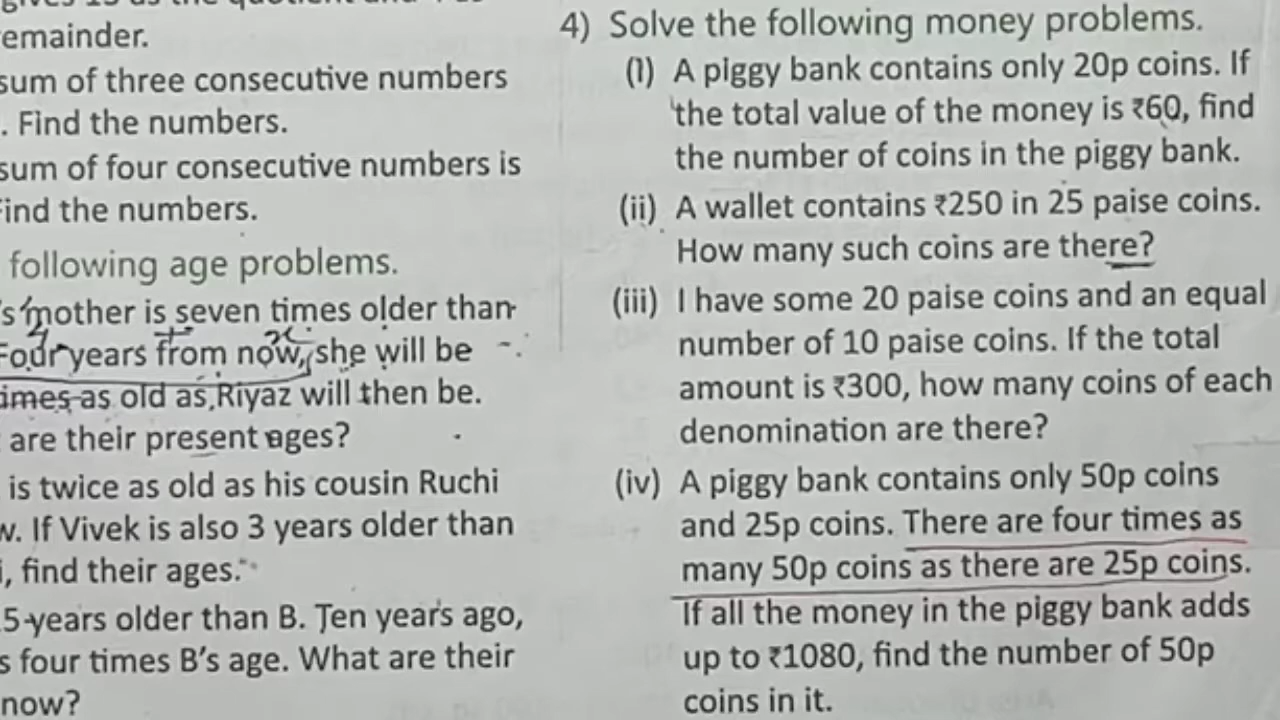 emainder.
sum of three consecutive numbers
. Find the numbers.
sum of four consecutive numbers is
Find the numbers.
following age problems.
's mother is seven times older than
Four years from now, she will be
times as old as Riyaz will then be.
are their present ages?
is twice as old as his cousin Ruchi
w. If Vivek is also 3 years older than
i, find their ages.
5 years older than B. Ten years ago,
s four times B's age. What are their
now?
4) Solve the following money problems.
(i) A piggy bank contains only 20p coins. If
the total value of the money is ₹60, find
the number of coins in the piggy bank.
(ii) A wallet contains ₹250 in 25 paise coins.
How many such coins are there?
(iii) I have some 20 paise coins and an equal
number of 10 paise coins. If the total
amount is ₹300, how many coins of each
denomination are there?
(iv) A piggy bank contains only 50p coins
and 25p coins. There are four times as
many 50p coins as there are 25p coins.
If all the money in the piggy bank adds
up to ₹1080, find the number of 50p
coins in it.